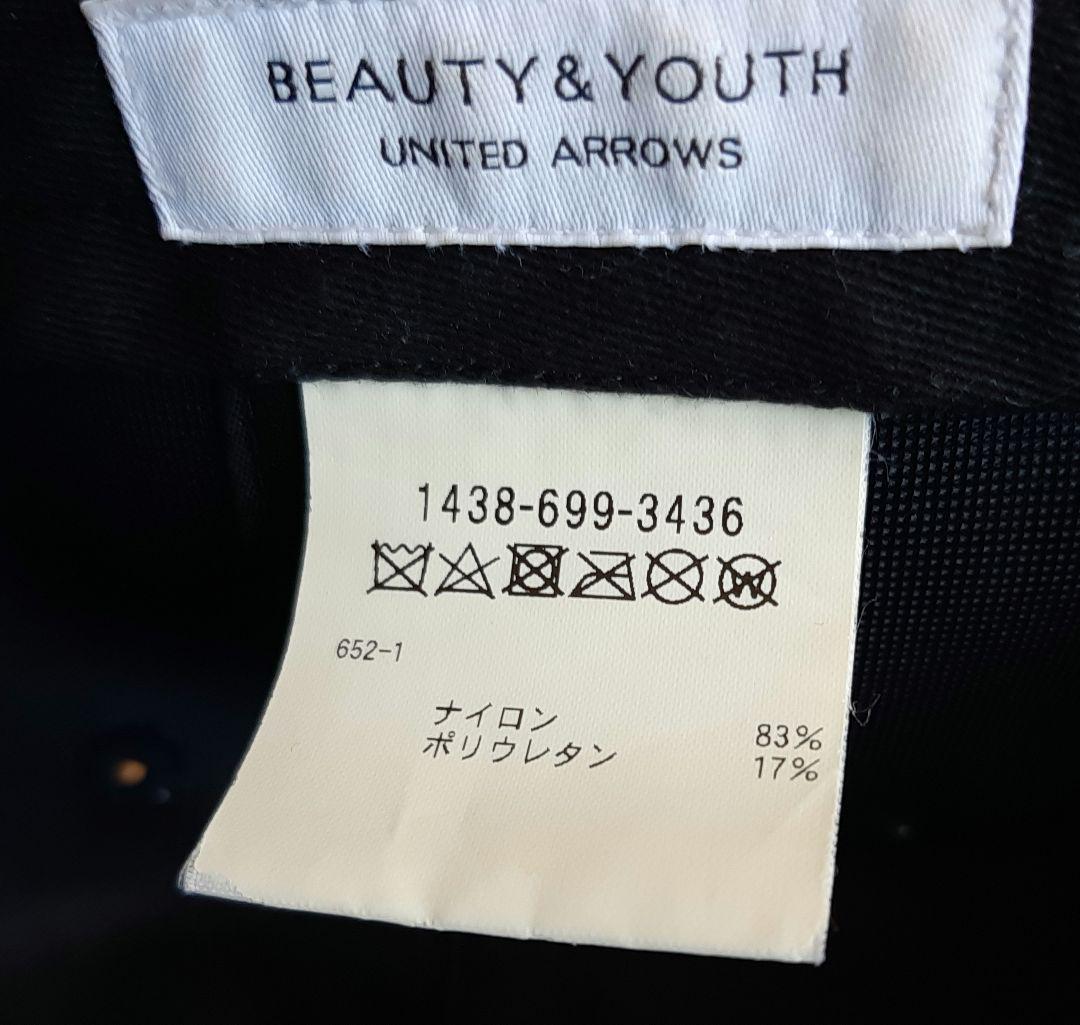 BEAUTY&YOUTH
UNITED ARROWS
1438-699-3436
W
652-1
ナイロン 83%
ポリウレタン 17%